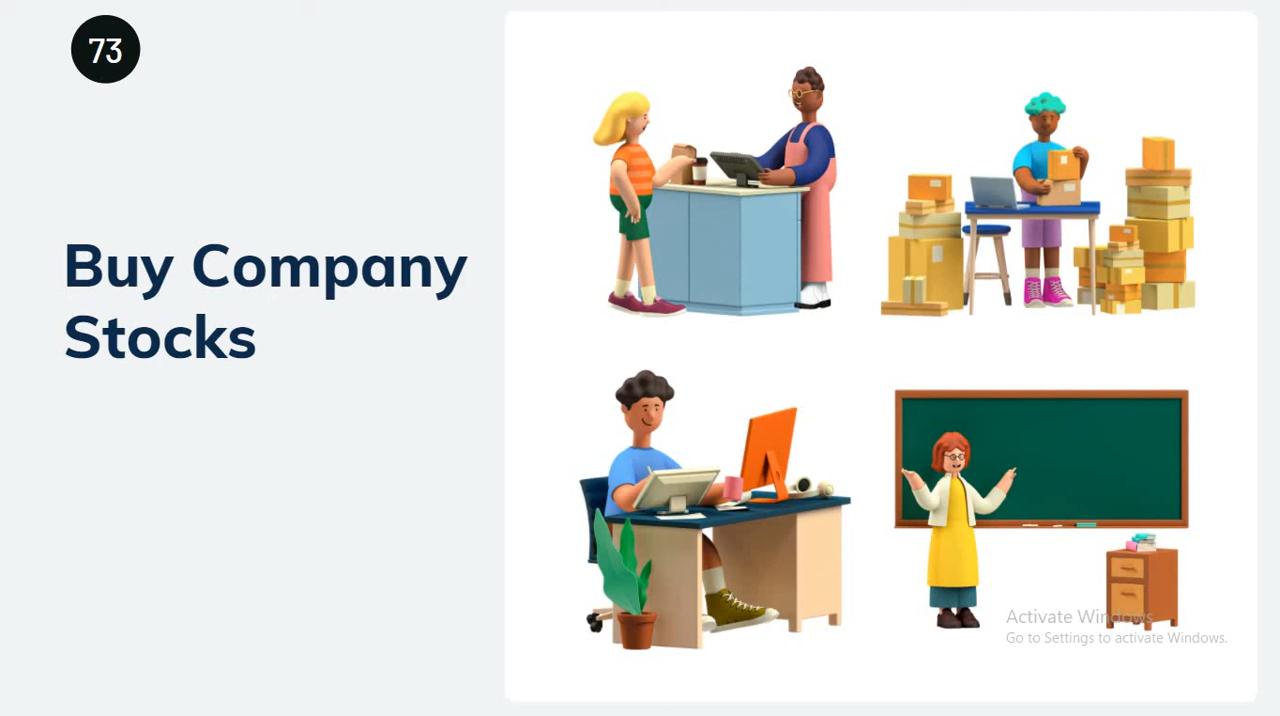 73
Buy Company
Stocks
Activate Windows
Go to Settings to activate Windows.